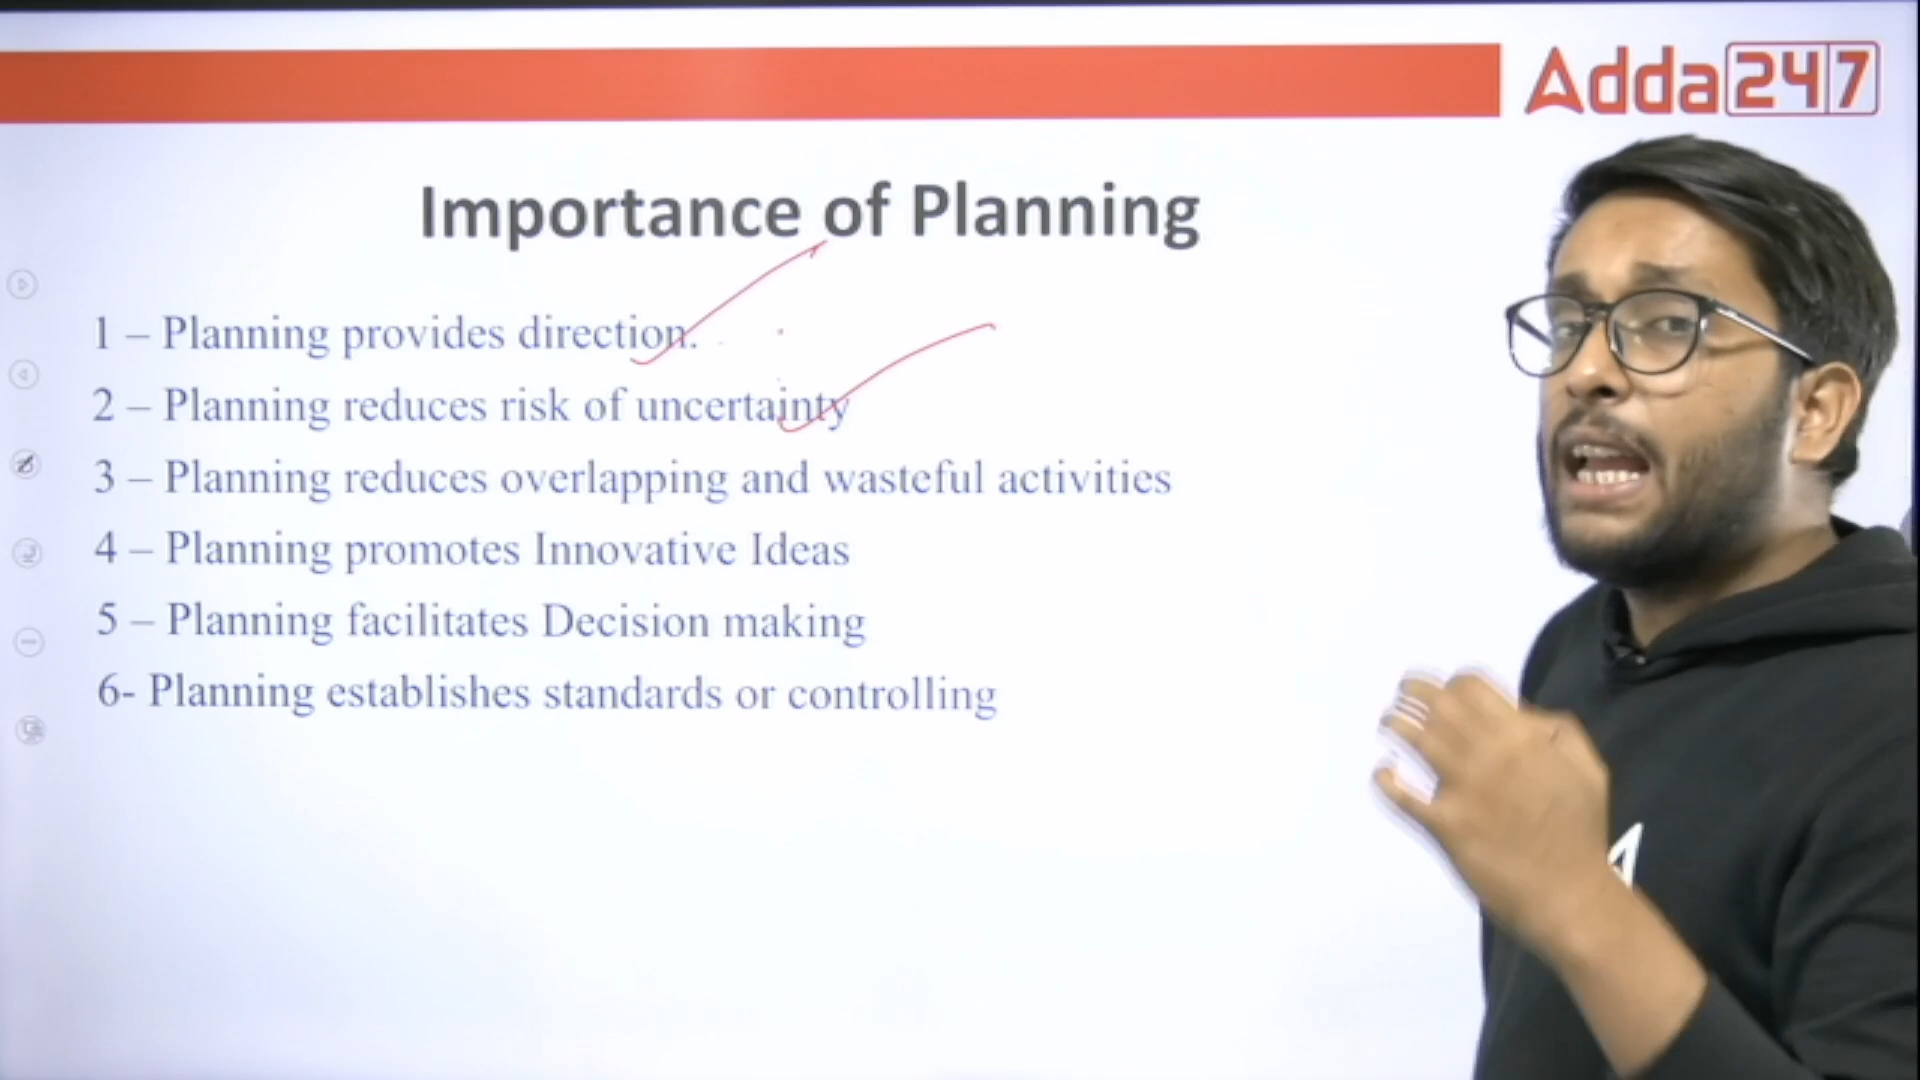 Adda247
Importance of Planning
1 – Planning provides direction.
2 – Planning reduces risk of uncertainty
3 – Planning reduces overlapping and wasteful activities
4 – Planning promotes Innovative Ideas
5 – Planning facilitates Decision making
6- Planning establishes standards or controlling